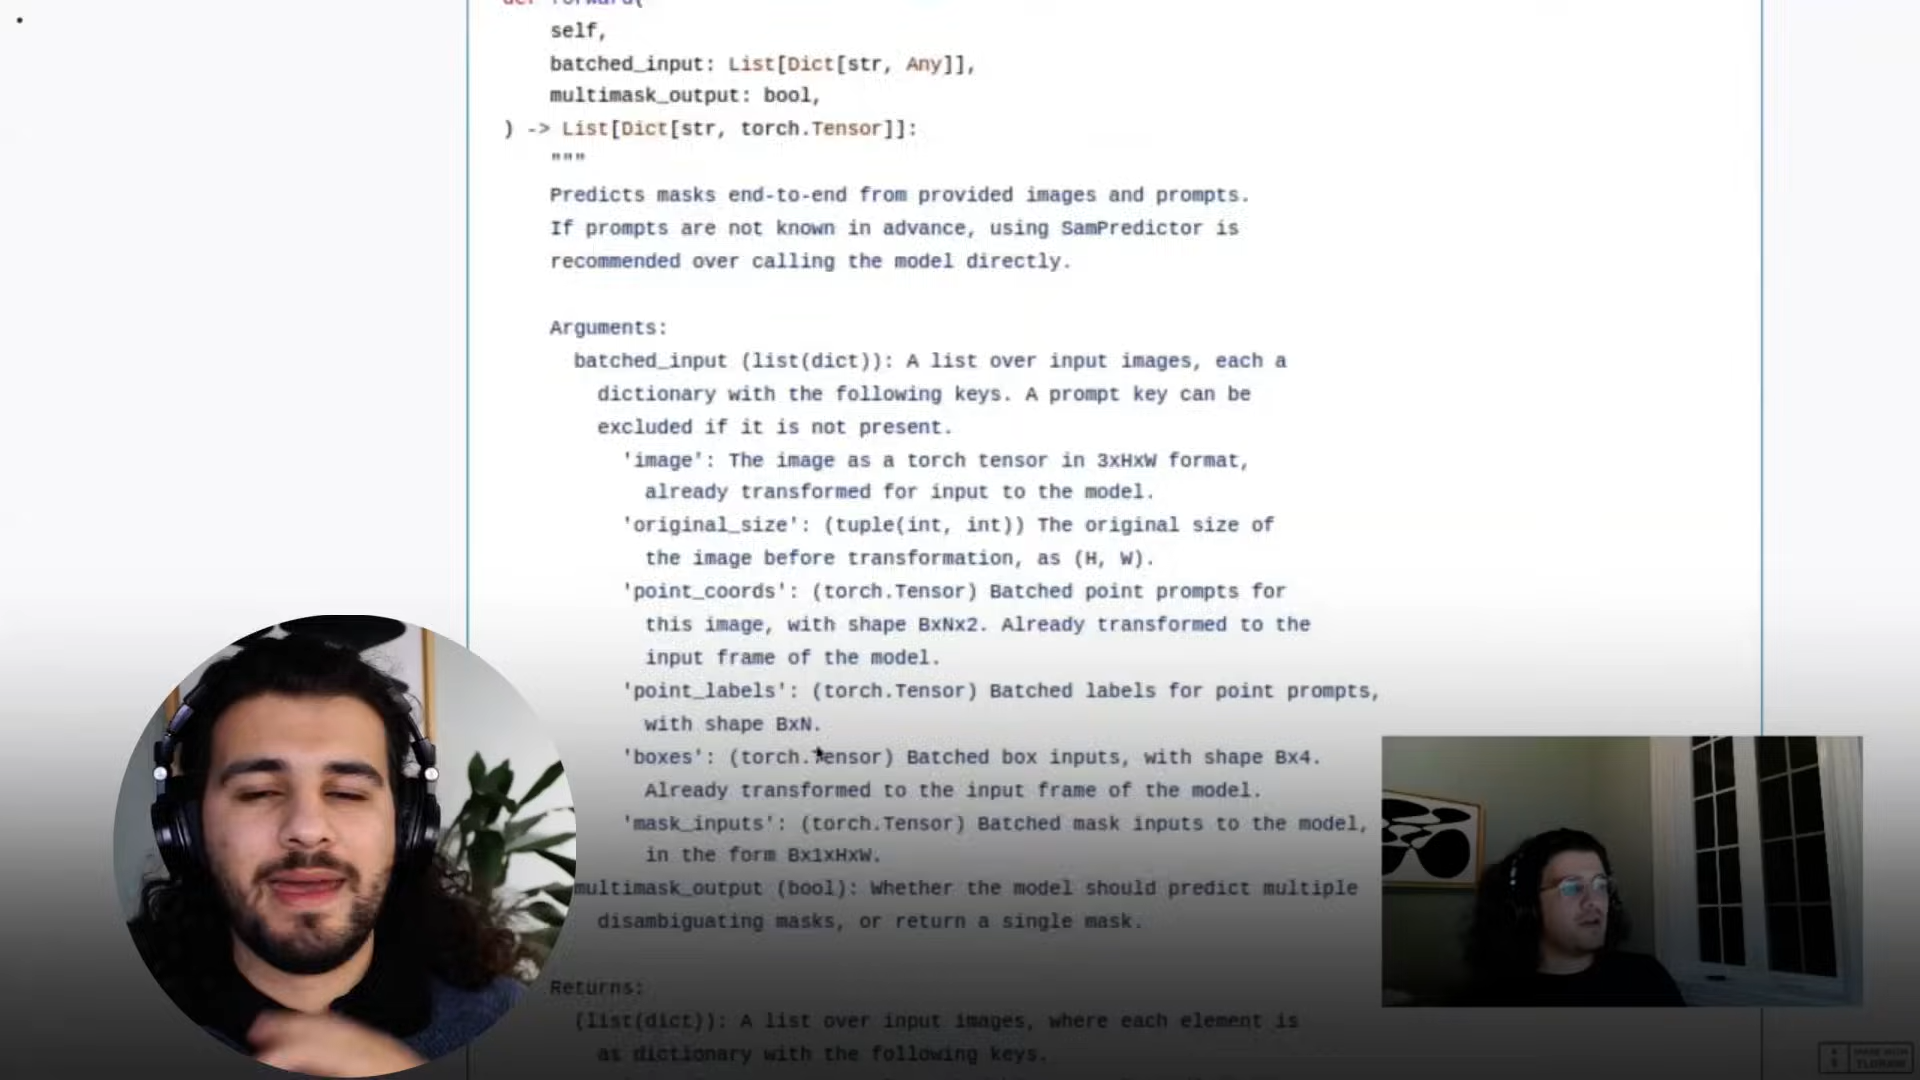 def forward(
self,
batched_input: List[Dict[str, Any]],
multimask_output: bool,
) -> List[Dict[str, torch.Tensor]]:
"""
Predicts masks end-to-end from provided images and prompts.
If prompts are not known in advance, using SamPredictor is
recommended over calling the model directly.
Arguments:
batched_input (list(dict)): A list over input images, each a
dictionary with the following keys. A prompt key can be
excluded if it is not present.
'image': The image as a torch tensor in 3xHxW format,
already transformed for input to the model.
'original_size': (tuple(int, int)) The original size of
the image before transformation, as (H, W).
'point_coords': (torch.Tensor) Batched point prompts for
this image, with shape BxNx2. Already transformed to the
input frame of the model.
'point_labels': (torch.Tensor) Batched labels for point prompts,
with shape BxN.
'boxes': (torch.Tensor) Batched box inputs, with shape Bx4.
Already transformed to the input frame of the model.
'mask_inputs': (torch.Tensor) Batched mask inputs to the model,
in the form Bx1xHxW.
multimask_output (bool): Whether the model should predict multiple
disambiguating masks, or return a single mask.
Returns:
(list(dict)): A list over input images, where each element is
as dictionary with the following keys.
MADE WITH
TLDRAW